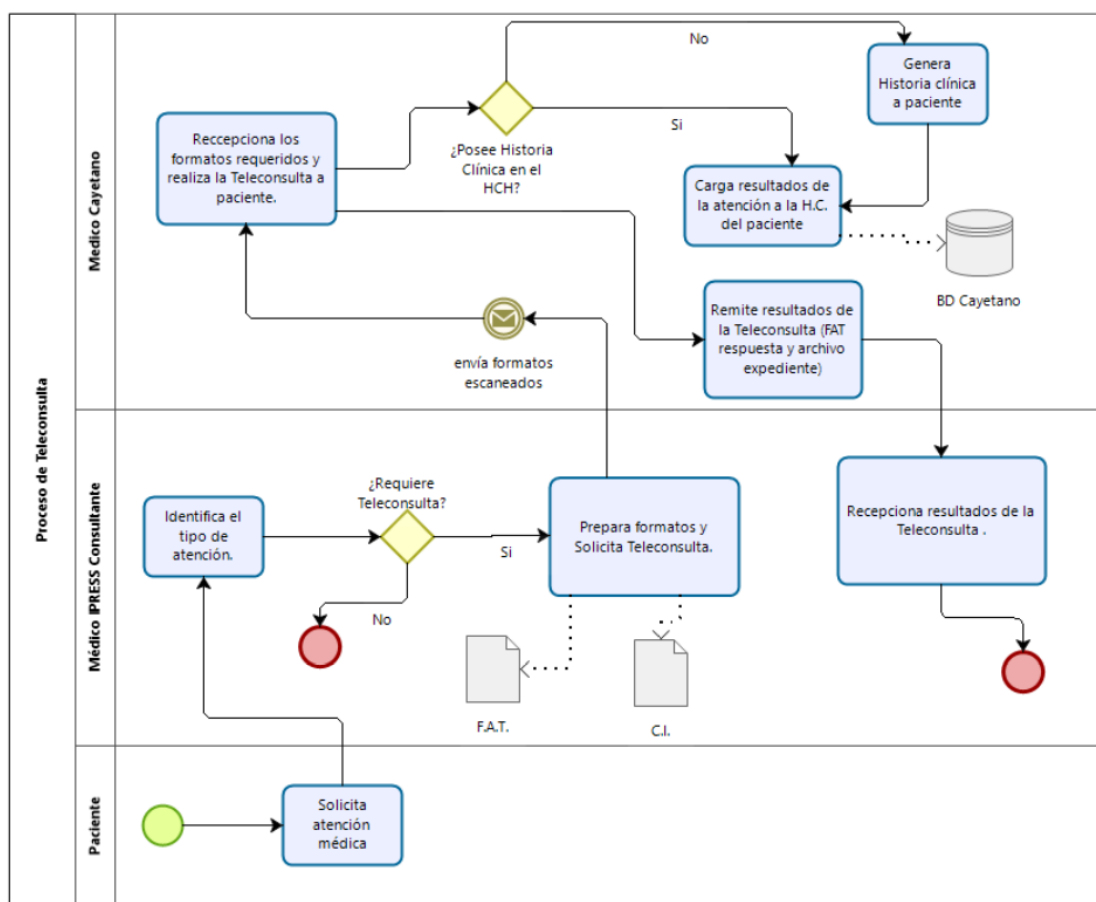 Proceso de Teleconsulta
Medico Cayetano
Reccepciona los
formatos requeridos y
realiza la Teleconsulta a
paciente.
¿Posee Historia
Clínica en el
HCH?
No
Si
Genera
Historia clínica
a paciente
Carga resultados de
la atención a la H.C.
del paciente
BD Cayetano
envía formatos
escaneados
Remite resultados de
la Teleconsulta (FAT
respuesta y archivo
expediente)
Médico IPRESS Consultante
Identifica el
tipo de
atención.
¿Requiere
Teleconsulta?
Si
No
Prepara formatos y
Solicita Teleconsulta.
F.A.T.
C.I.
Recepciona resultados de la
Teleconsulta .
Paciente
Solicita
atención
médica